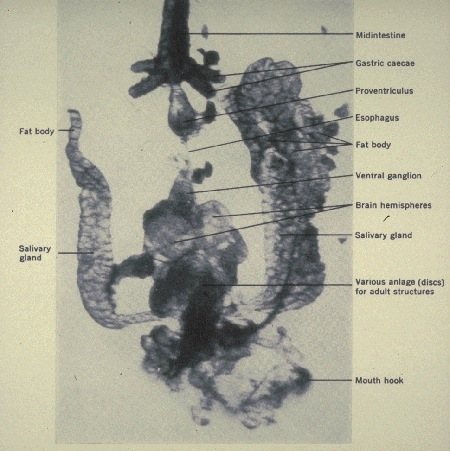 Midintestine
Gastric caecae
Proventriculus
Esophagus
Fat body
Fat body
Ventral ganglion
Brain hemispheres
Salivary gland
Salivary
gland
Various anlage (discs)
for adult structures
Mouth hook